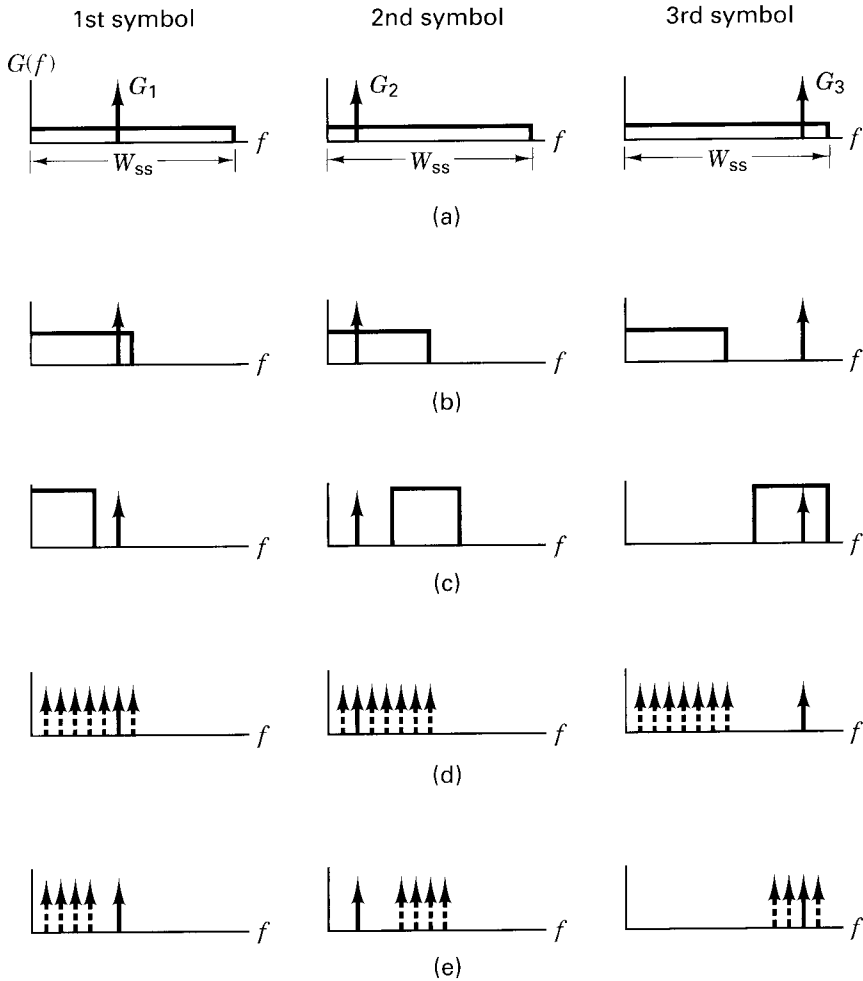 1st symbol 2nd symbol 3rd symbol
G(f)
G1 G2 G3
f f f
Wss Wss Wss
(a)
f f f
(b)
f f f
(c)
f f f
(d)
f f f
(e)